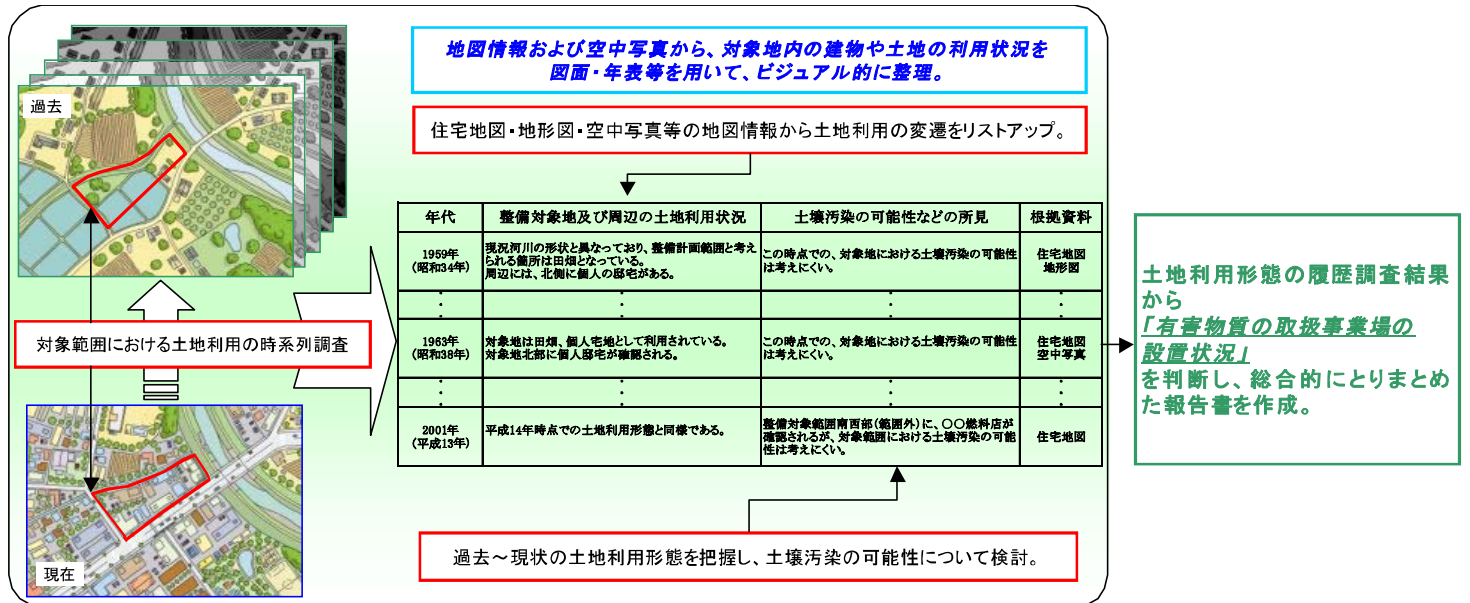 地図情報および空中写真から、対象地内の建物や土地の利用状況を
図面・年表等を用いて、ビジュアル的に整理。
過去
住宅地図・地形図・空中写真等の地図情報から土地利用の変遷をリストアップ。
年代 整備対象地及び周辺の土地利用状況 土壌汚染の可能性などの所見 根拠資料
1959年
(昭和34年)
現況河川の形状と異なっており、整備計画範囲と考え
られる箇所は田畑となっている。
周辺には、北側に個人の邸宅がある。
この時点での、対象地における土壌汚染の可能性
は考えにくい。
住宅地図
地形図
: : : :
対象範囲における土地利用の時系列調査
1963年
(昭和38年)
対象地は田畑、個人宅地として利用されている。
対象地北部に個人邸宅が確認される。
この時点での、対象地における土壌汚染の可能性
は考えにくい。
住宅地図
空中写真
: : : :
2001年
(平成13年)
平成14年時点での土地利用形態と同様である。
整備対象範囲南西部(範囲外)に、〇〇燃料店が
確認されるが、対象範囲における土壌汚染の可能
性は考えにくい。
住宅地図
土地利用形態の履歴調査結果
から
「有害物質の取扱事業場の
設置状況」
を判断し、総合的にとりまとめ
た報告書を作成。
過去～現状の土地利用形態を把握し、土壌汚染の可能性について検討。
現在